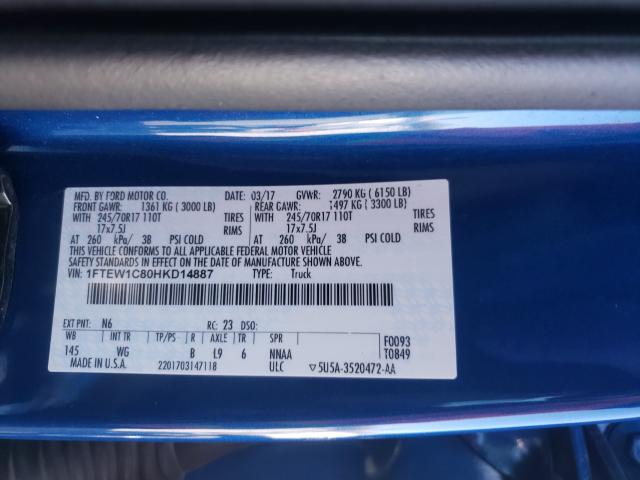 MFD. BY FORD MOTOR CO. DATE: 03/17 GVWR: 2790 KG ( 6150 LB)
FRONT GAWR: 1361 KG ( 3000 LB) REAR GAWR: 1497 KG ( 3300 LB)
WITH 245/70R17 110T TIRES WITH 245/70R17 110T TIRES
17x7.5J 17x7.5J
AT 260 kPa/ 38 PSI COLD AT 260 kPa/ 38 PSI COLD
THIS VEHICLE CONFORMS TO ALL APPLICABLE FEDERAL MOTOR VEHICLE
SAFETY STANDARDS IN EFFECT ON THE DATE OF MANUFACTURE SHOWN ABOVE.
VIN: 1FTEW1C80HKD14887 TYPE: Truck
EXT PNT: N6 RC: 23 DSO: F0093
WB INT TR TP/PS R AXLE TR SPR T0849
145 WG B L9 6 NNAA
MADE IN U.S.A. 2201703147118 ULC ▽5U5A-3520472-AA